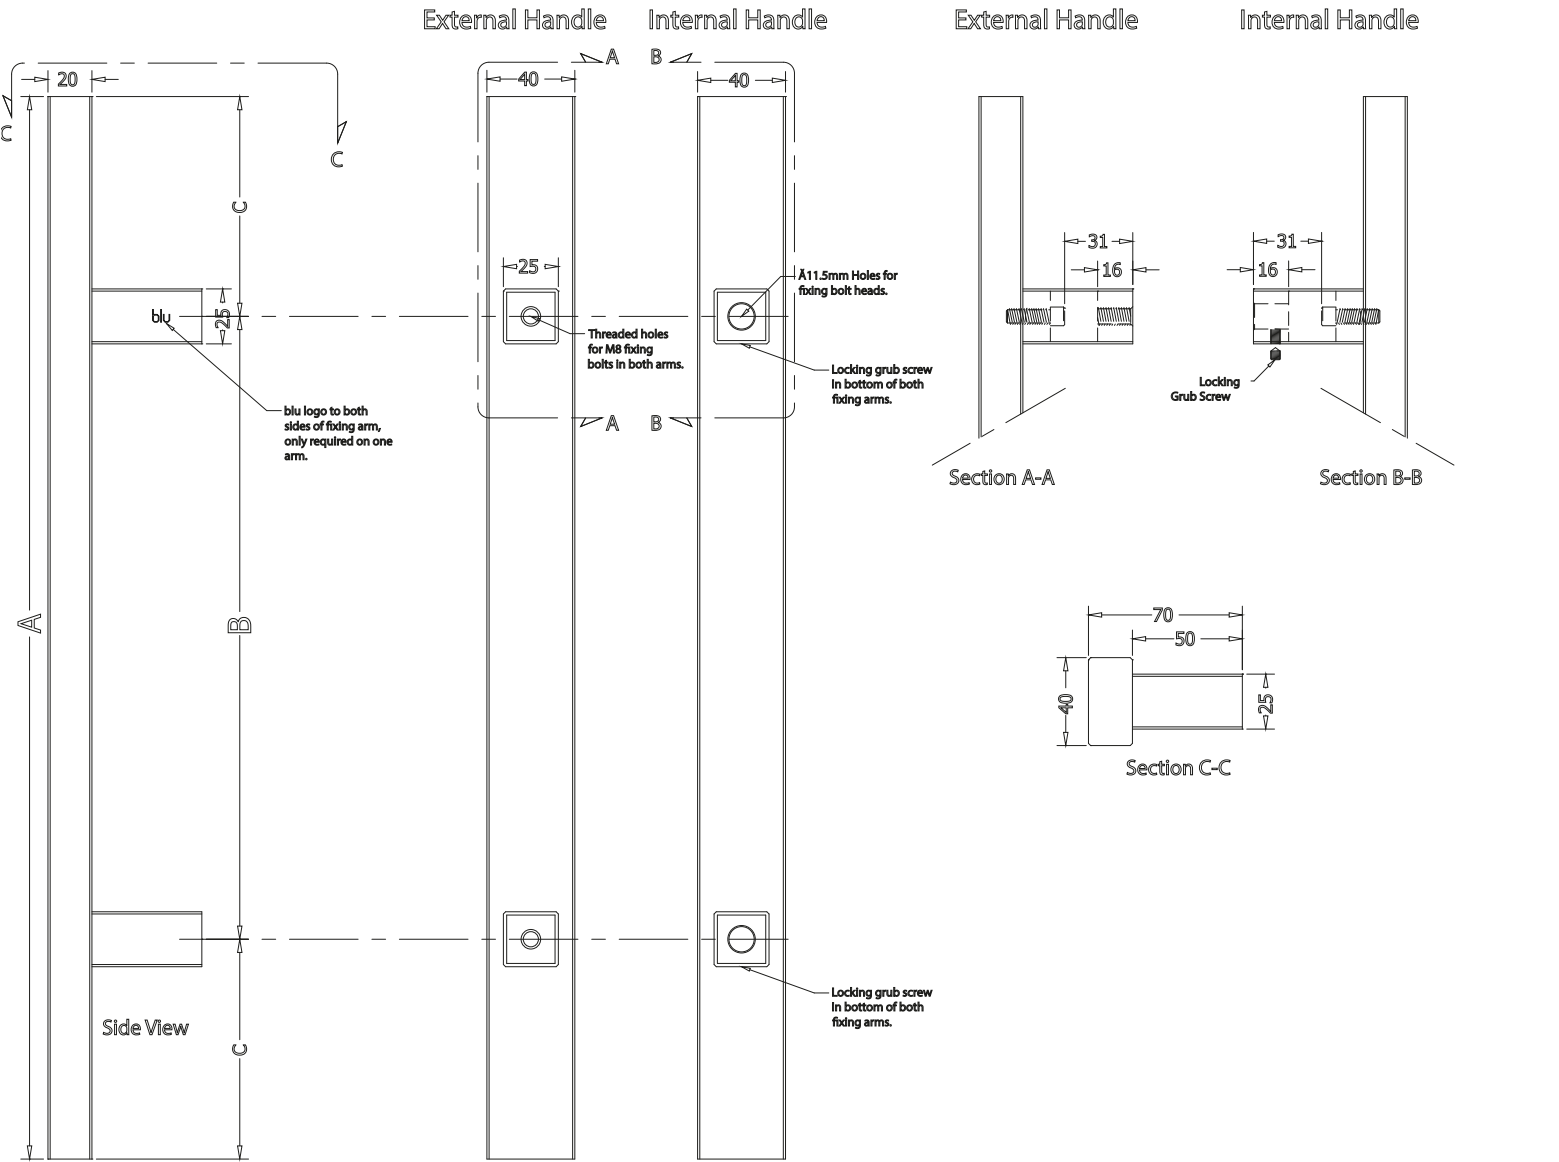 External Handle
Internal Handle
External Handle
Internal Handle
A
B
20
40
40
C
C
C
31
16
31
16
25
25
blu
Ã11.5mm Holes for
fixing bolt heads.
Threaded holes
for M8 fixing
bolts in both arms.
Locking grub screw
in bottom of both
fixing arms.
Locking
Grub Screw
blu logo to both
sides of fixing arm,
only required on one
arm.
A
B
Section A-A
Section B-B
A
B
70
50
40
25
Section C-C
Locking grub screw
in bottom of both
fixing arms.
Side View
C